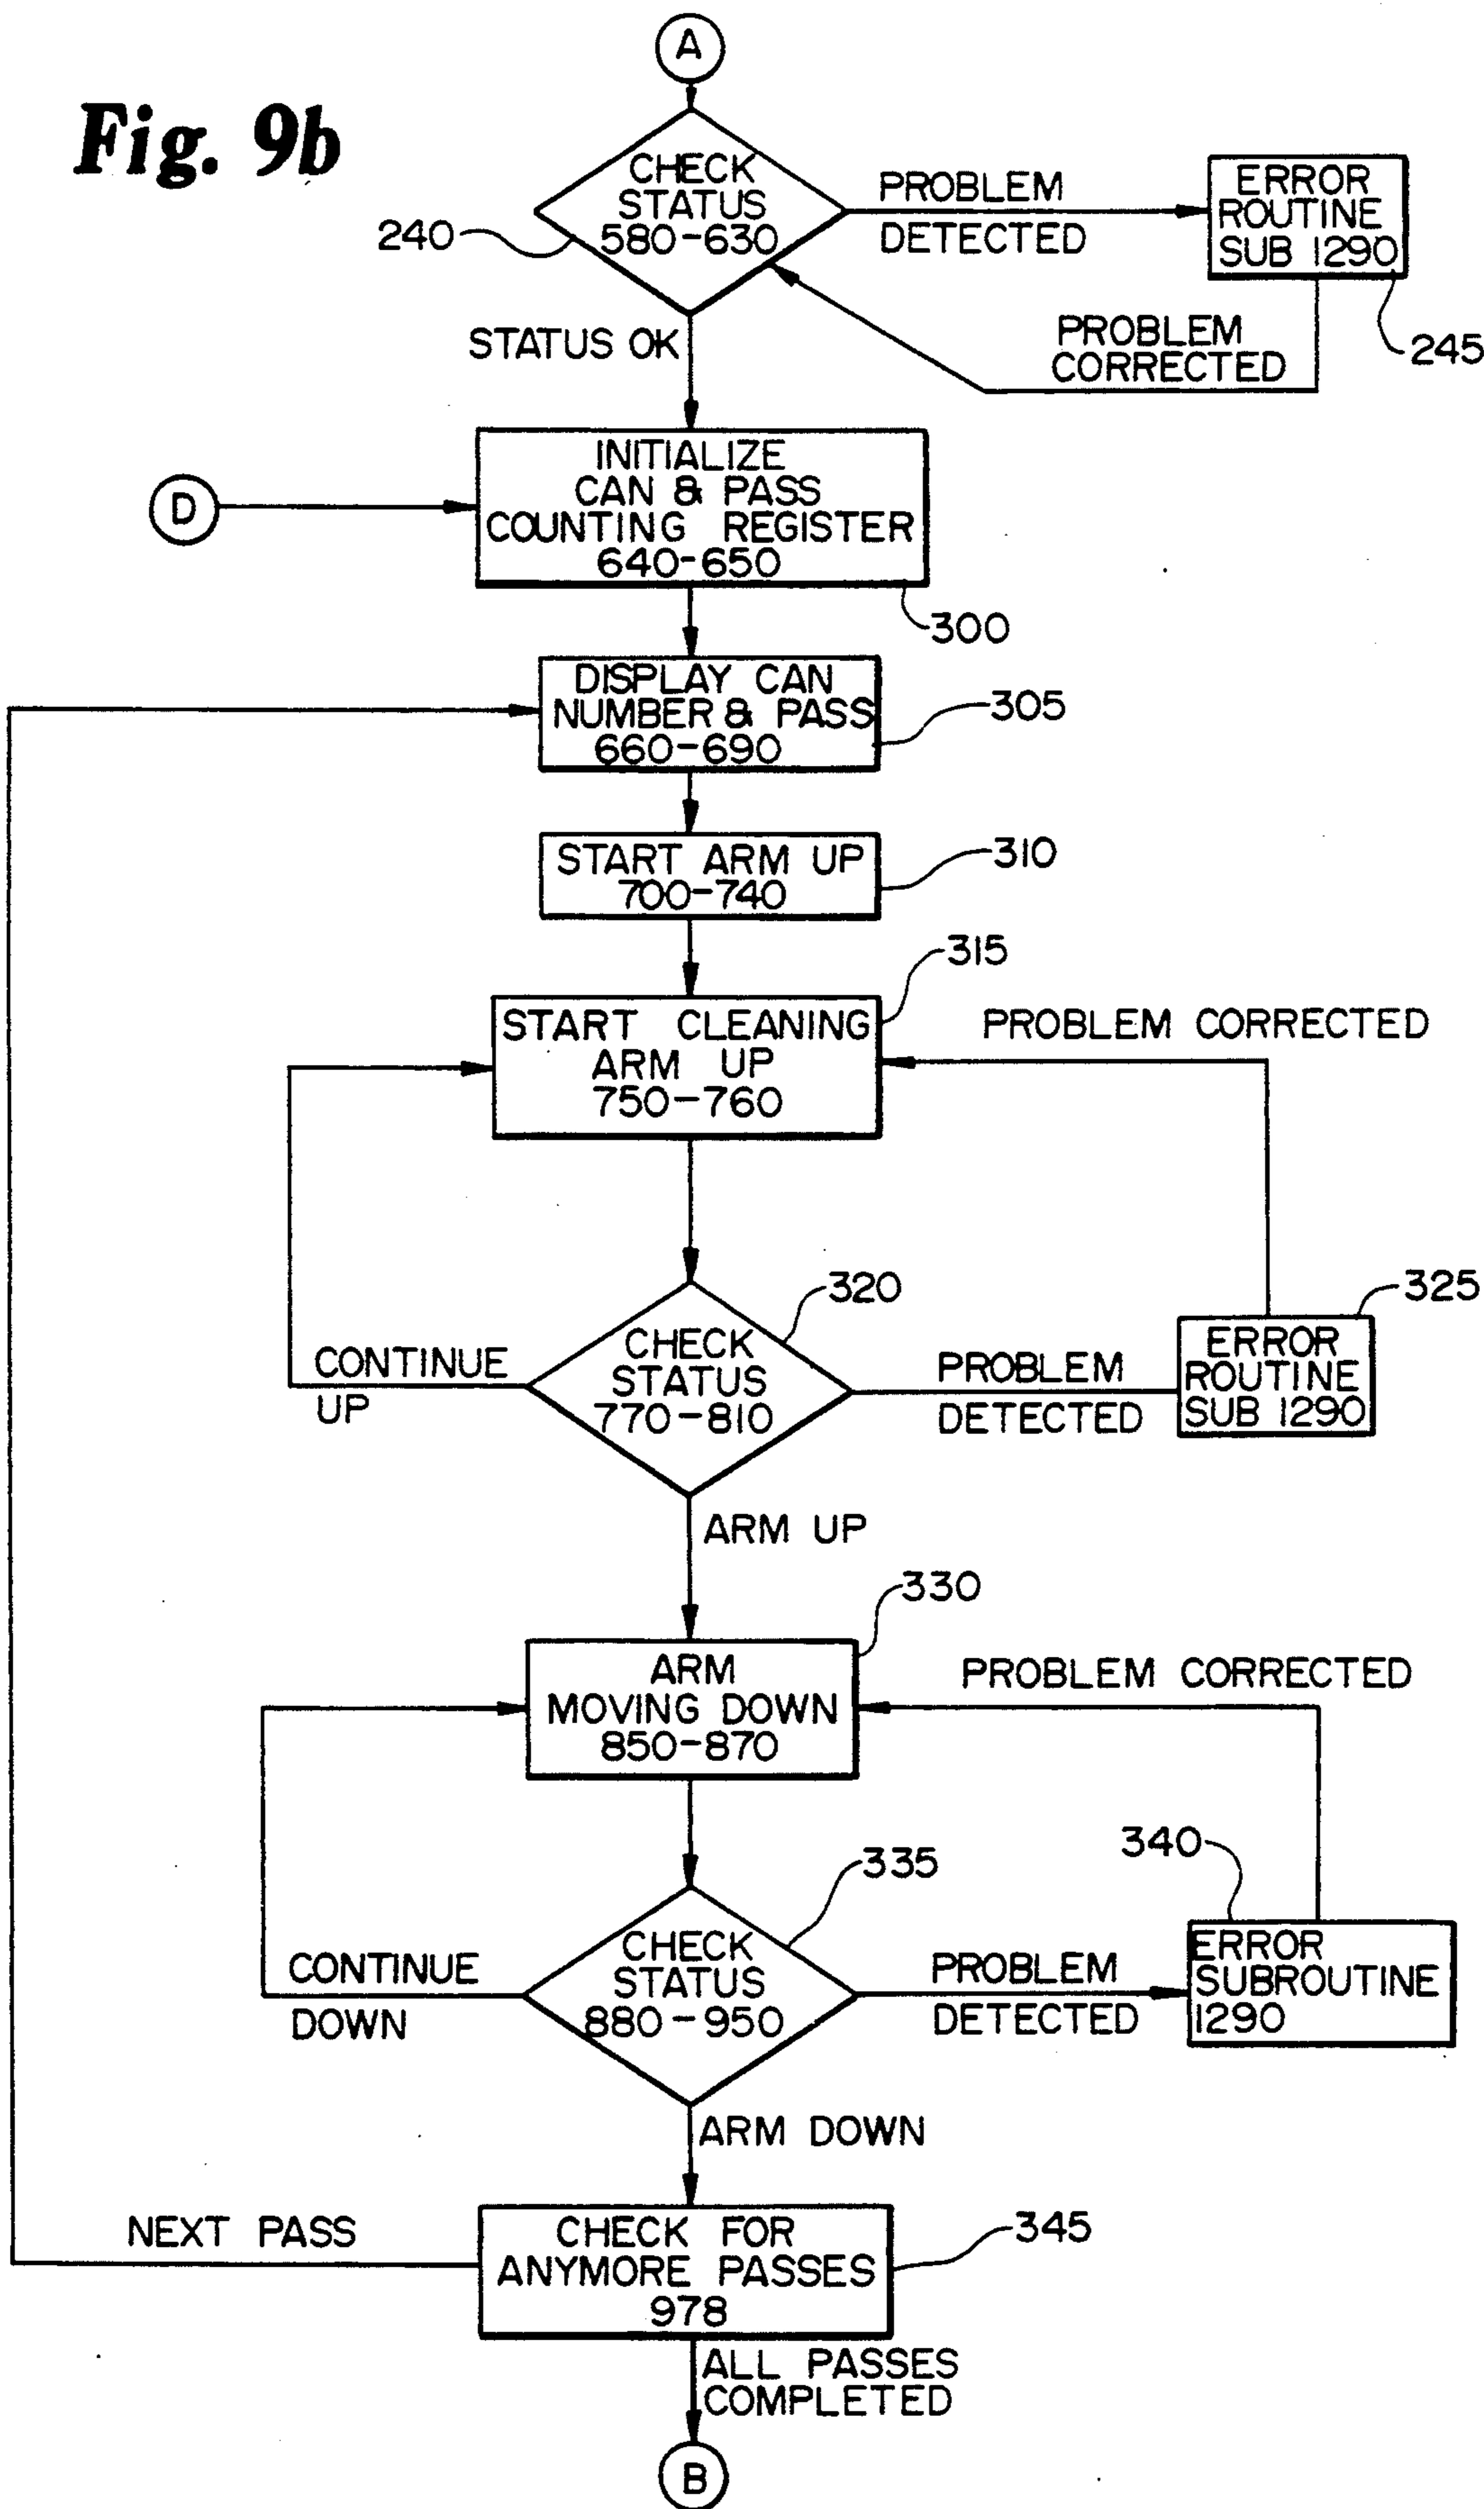 A
Fig. 9b
CHECK
STATUS
580-630
240
PROBLEM
DETECTED
ERROR
ROUTINE
SUB 1290
245
PROBLEM
CORRECTED
STATUS OK
D
INITIALIZE
CAN & PASS
COUNTING REGISTER
640-650
300
DISPLAY CAN
NUMBER & PASS
660-690
305
START ARM UP
700-740
310
315
START CLEANING
ARM UP
750-760
PROBLEM CORRECTED
320
CHECK
STATUS
770-810
CONTINUE
UP
PROBLEM
DETECTED
325
ERROR
ROUTINE
SUB 1290
ARM UP
330
ARM
MOVING DOWN
850-870
PROBLEM CORRECTED
335
CHECK
STATUS
880-950
CONTINUE
DOWN
PROBLEM
DETECTED
340
ERROR
SUBROUTINE
1290
ARM DOWN
NEXT PASS
CHECK FOR
ANYMORE PASSES
978
345
ALL PASSES
COMPLETED
B